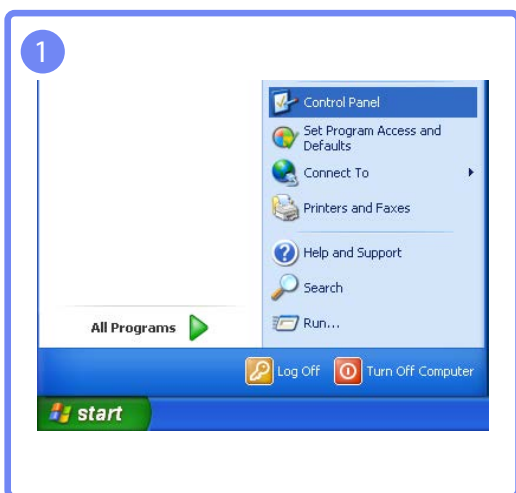 1
Control Panel
Set Program Access and
Defaults
Connect To
Printers and Faxes
Help and Support
Search
All Programs
Run...
Log Off
Turn Off Computer
start